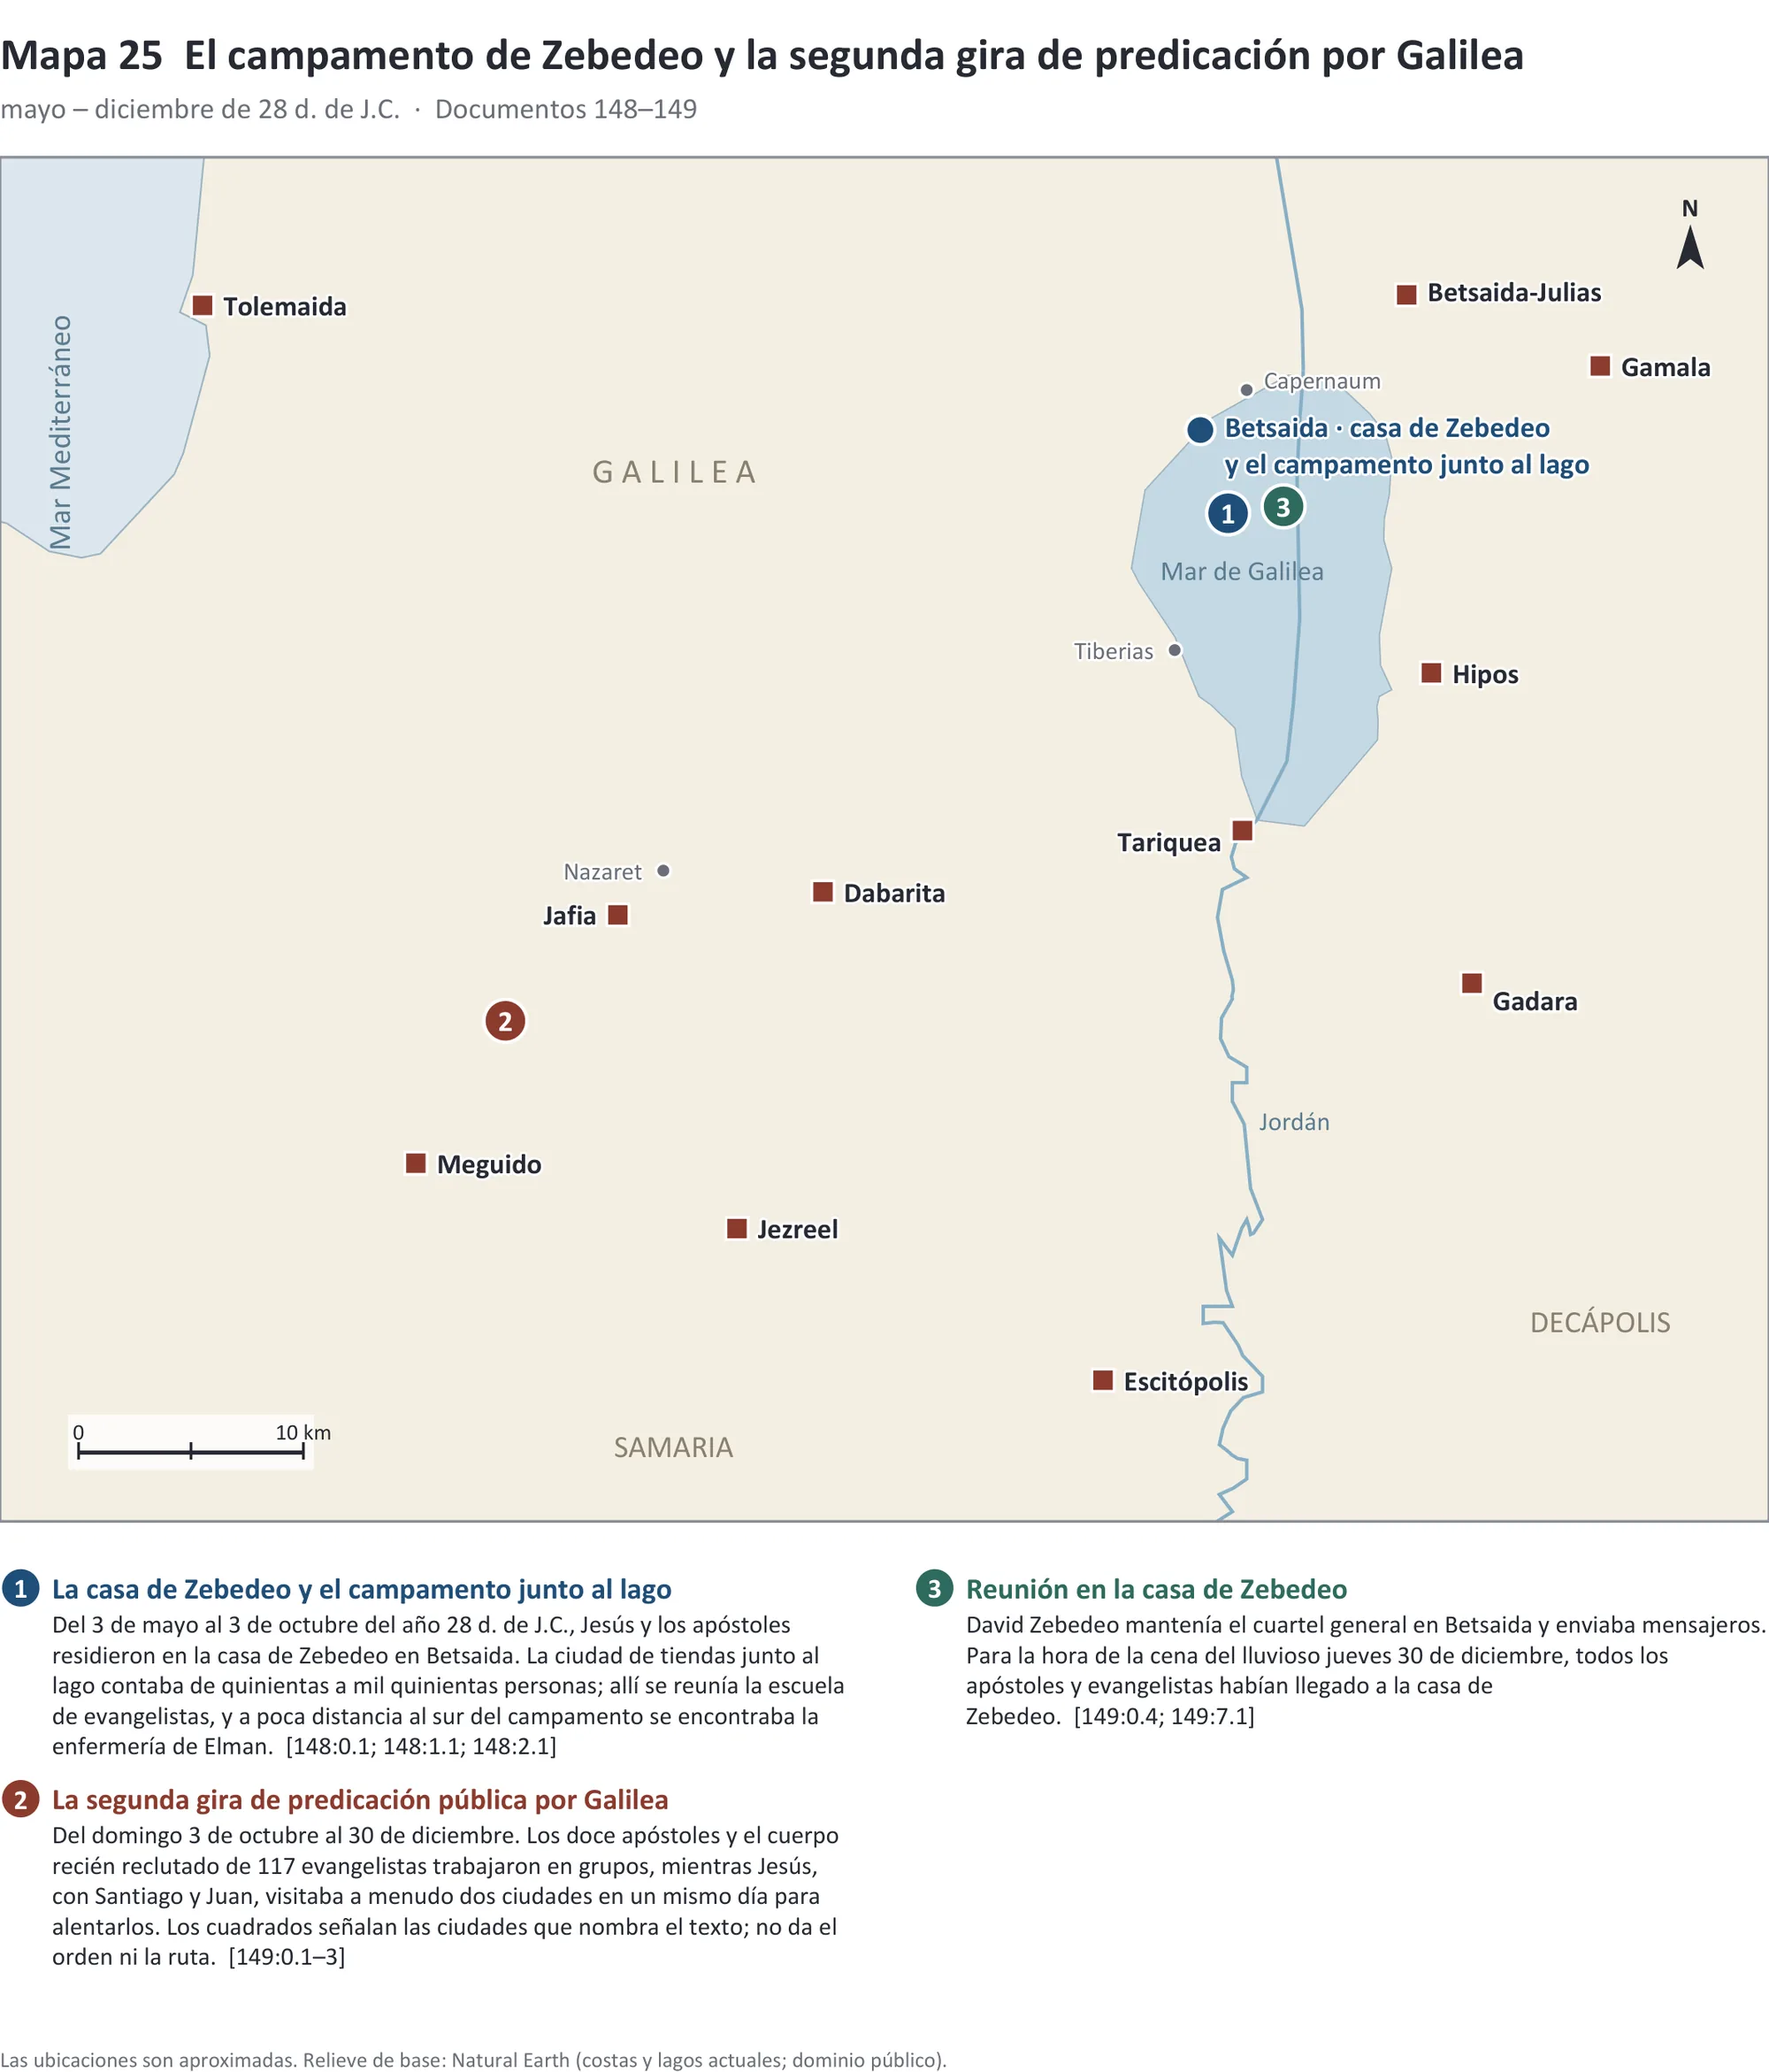 Mapa 25  El campamento de Zebedeo y la segunda gira de predicación por Galilea
mayo – diciembre de 28 d. de J.C.  ·  Documentos 148–149
N
Tolemaida
Betsaida-Julias
Gamala
Capernaum
Mar Mediterráneo
Betsaida · casa de Zebedeo
y el campamento junto al lago
GALILEA
1
3
Mar de Galilea
Tiberias
Hipos
Tariquea
Nazaret
Dabarita
Jafia
Gadara
2
Jordán
Meguido
Jezreel
DECÁPOLIS
Escitópolis
0 10 km
SAMARIA
1 La casa de Zebedeo y el campamento junto al lago
Del 3 de mayo al 3 de octubre del año 28 d. de J.C., Jesús y los apóstoles
residieron en la casa de Zebedeo en Betsaida. La ciudad de tiendas junto al
lago contaba de quinientas a mil quinientas personas; allí se reunía la escuela
de evangelistas, y a poca distancia al sur del campamento se encontraba la
enfermería de Elman.  [148:0.1; 148:1.1; 148:2.1]
2 La segunda gira de predicación pública por Galilea
Del domingo 3 de octubre al 30 de diciembre. Los doce apóstoles y el cuerpo
recién reclutado de 117 evangelistas trabajaron en grupos, mientras Jesús,
con Santiago y Juan, visitaba a menudo dos ciudades en un mismo día para
alentarlos. Los cuadrados señalan las ciudades que nombra el texto; no da el
orden ni la ruta.  [149:0.1–3]
3 Reunión en la casa de Zebedeo
David Zebedeo mantenía el cuartel general en Betsaida y enviaba mensajeros.
Para la hora de la cena del lluvioso jueves 30 de diciembre, todos los
apóstoles y evangelistas habían llegado a la casa de
Zebedeo.  [149:0.4; 149:7.1]
Las ubicaciones son aproximadas. Relieve de base: Natural Earth (costas y lagos actuales; dominio público).